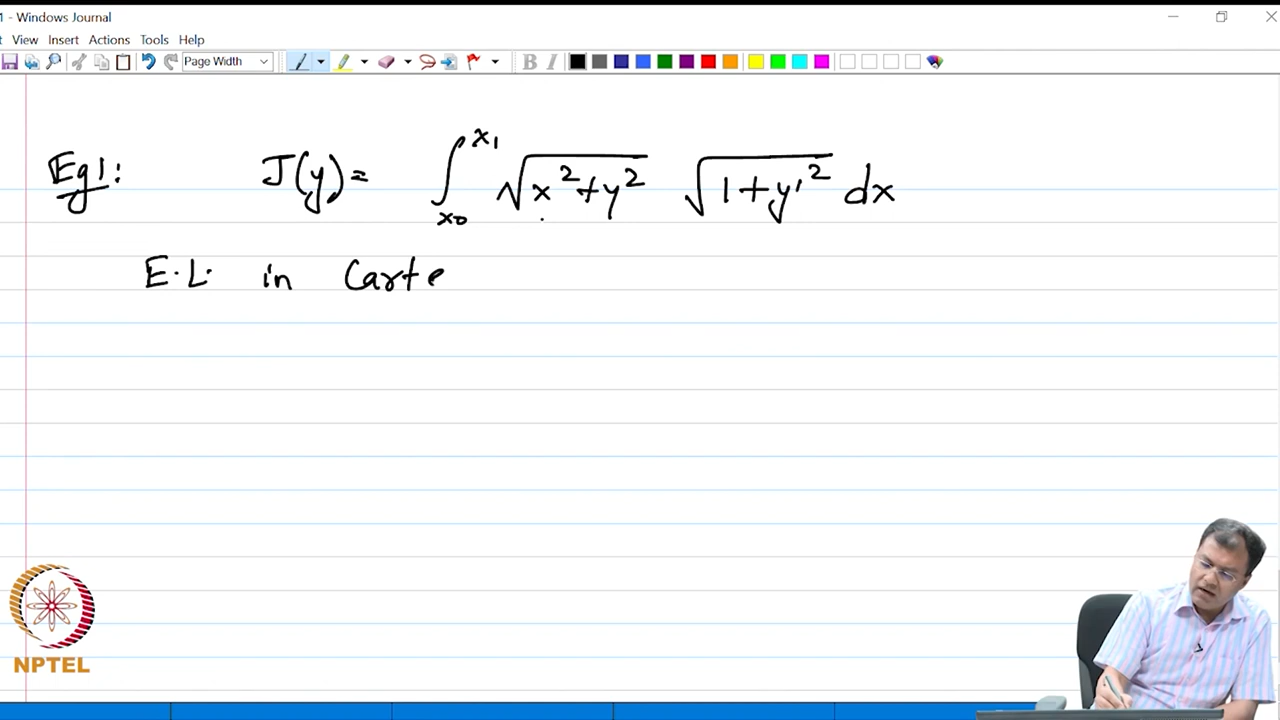 1 - Windows Journal
t View Insert Actions Tools Help
Page Width B I
Eg1: J(y) = ∫_{x0}^{x1} √(x²+y²) √(1+y'²) dx
E.L. in Carte
NPTEL